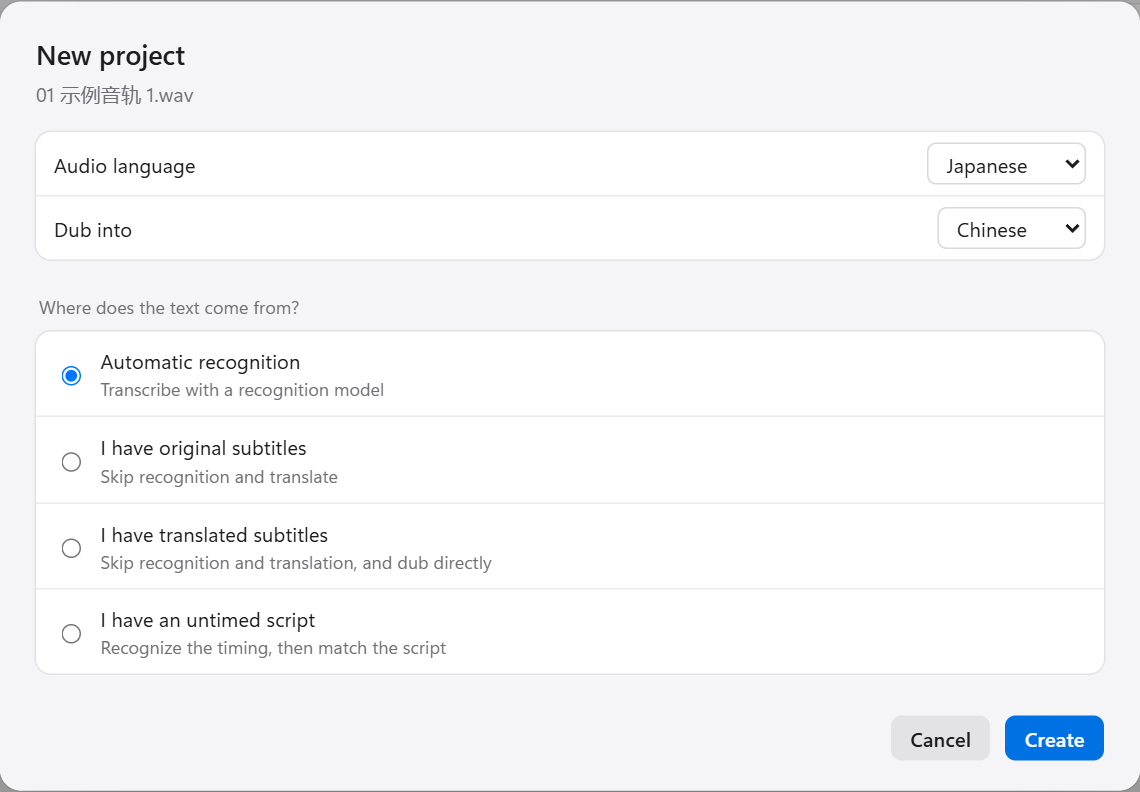 New project
01 示例音轨 1.wav
Audio language
Japanese
Dub into
Chinese
Where does the text come from?
Automatic recognition
Transcribe with a recognition model
I have original subtitles
Skip recognition and translate
I have translated subtitles
Skip recognition and translation, and dub directly
I have an untimed script
Recognize the timing, then match the script
Cancel
Create